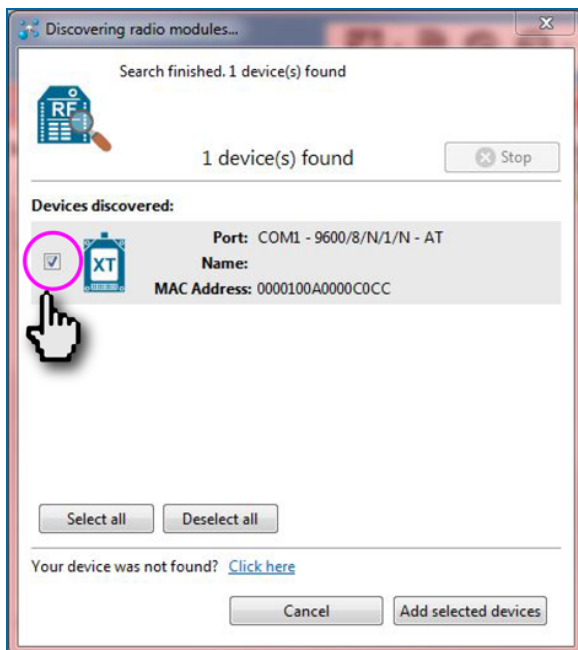 Discovering radio modules...
Search finished. 1 device(s) found
RF
1 device(s) found
Stop
Devices discovered:
XT
Port: COM1 - 9600/8/N/1/N - AT
Name:
MAC Address: 0000100A0000C0CC
Select all Deselect all
Your device was not found? Click here
Cancel Add selected devices